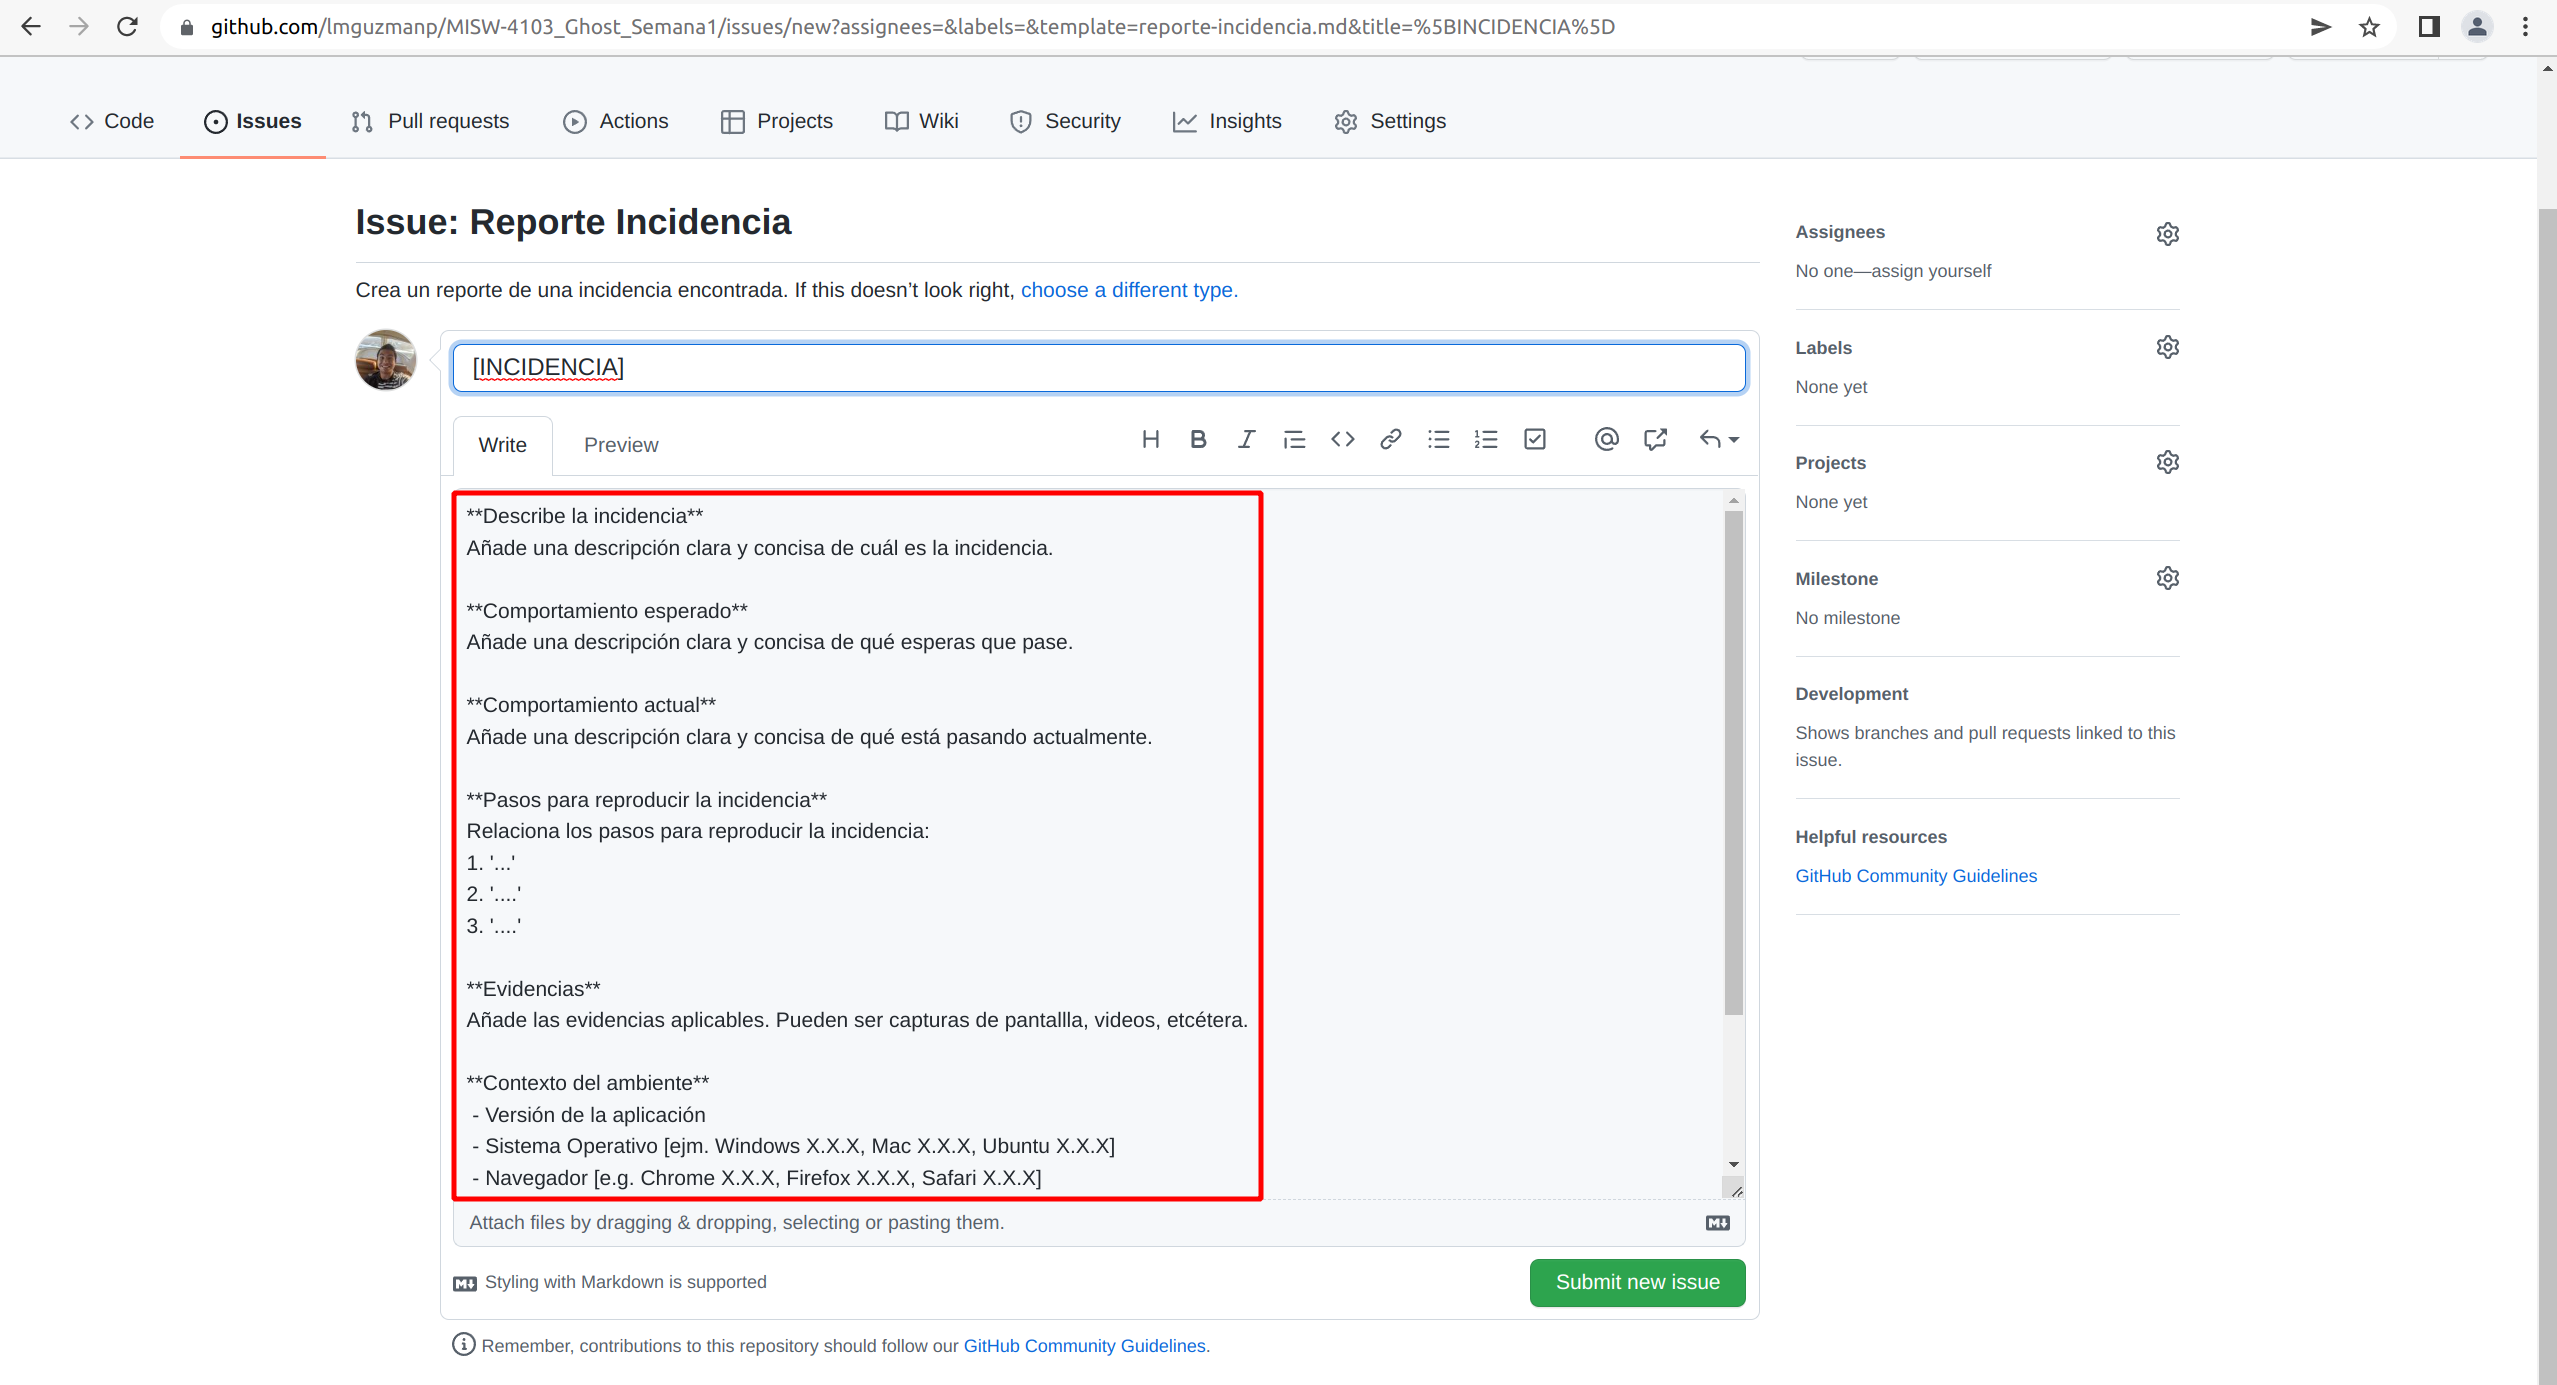 github.com/lmguzmanp/MISW-4103_Ghost_Semana1/issues/new?assignees=&labels=&template=reporte-incidencia.md&title=%5BINCIDENCIA%5D
Code Issues Pull requests Actions Projects Wiki Security Insights Settings
Issue: Reporte Incidencia
Crea un reporte de una incidencia encontrada. If this doesn’t look right, choose a different type.
[INCIDENCIA]
Write Preview
**Describe la incidencia**
Añade una descripción clara y concisa de cuál es la incidencia.
**Comportamiento esperado**
Añade una descripción clara y concisa de qué esperas que pase.
**Comportamiento actual**
Añade una descripción clara y concisa de qué está pasando actualmente.
**Pasos para reproducir la incidencia**
Relaciona los pasos para reproducir la incidencia:
1. '...'
2. '....'
3. '....'
**Evidencias**
Añade las evidencias aplicables. Pueden ser capturas de pantallla, videos, etcétera.
**Contexto del ambiente**
- Versión de la aplicación
- Sistema Operativo [ejm. Windows X.X.X, Mac X.X.X, Ubuntu X.X.X]
- Navegador [e.g. Chrome X.X.X, Firefox X.X.X, Safari X.X.X]
Attach files by dragging & dropping, selecting or pasting them.
Styling with Markdown is supported
Submit new issue
Remember, contributions to this repository should follow our GitHub Community Guidelines.
Assignees
No one—assign yourself
Labels
None yet
Projects
None yet
Milestone
No milestone
Development
Shows branches and pull requests linked to this
issue.
Helpful resources
GitHub Community Guidelines